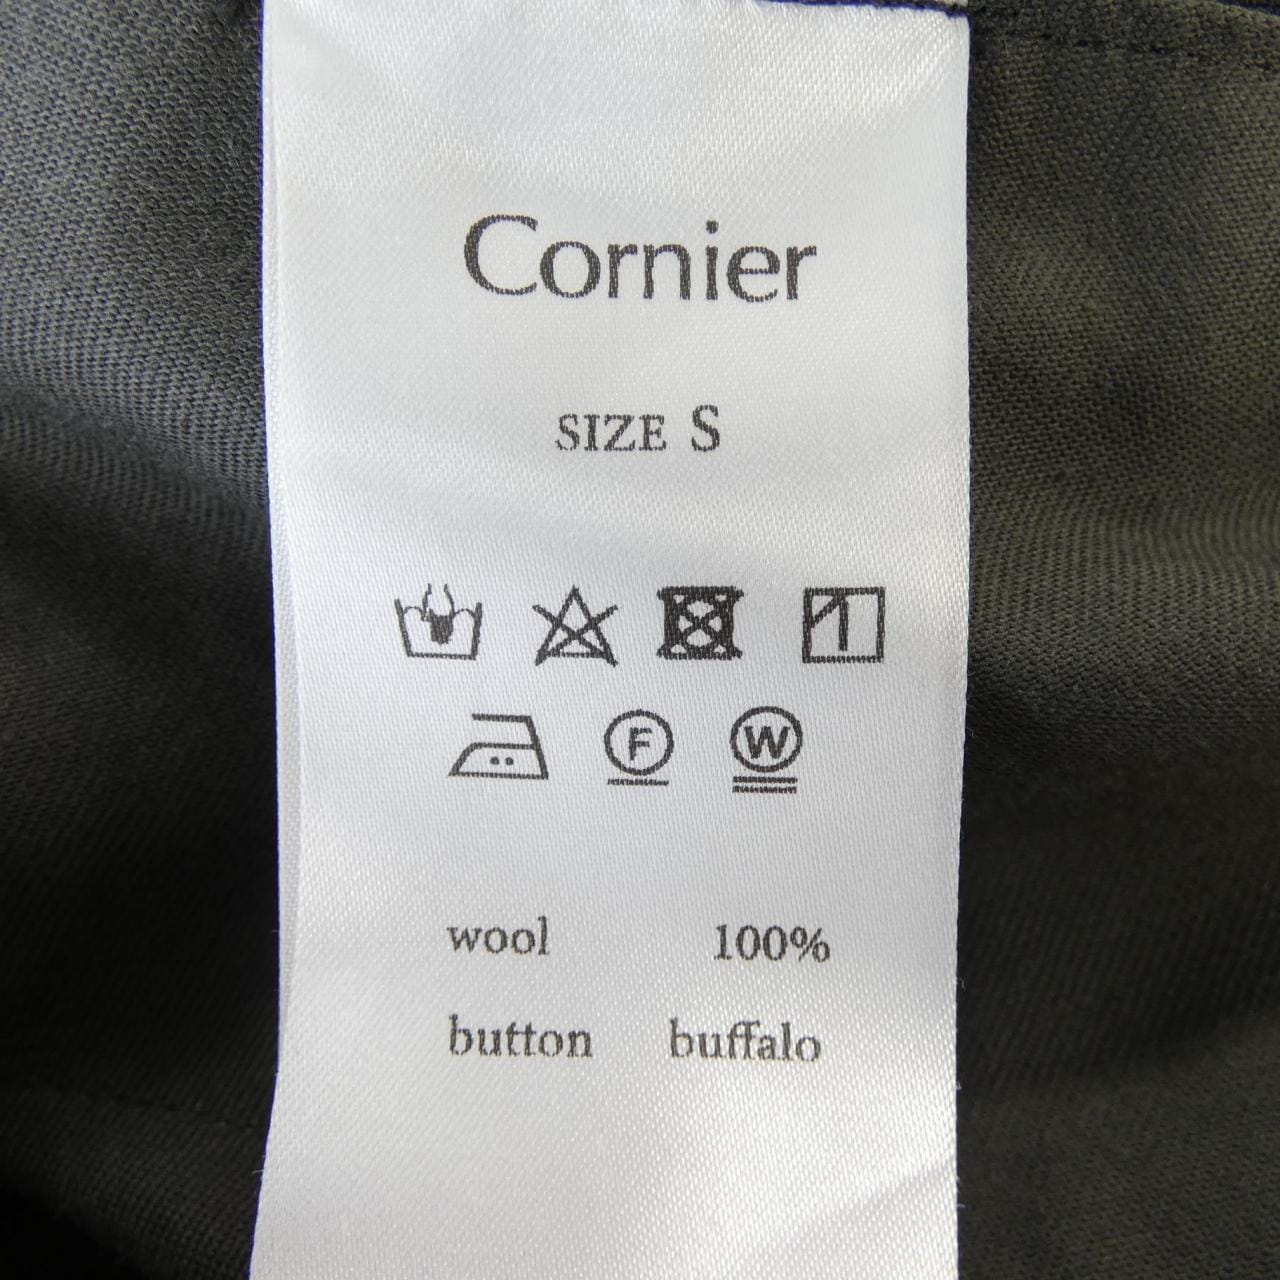 Cornier
SIZE S
F W
wool 100%
button buffalo